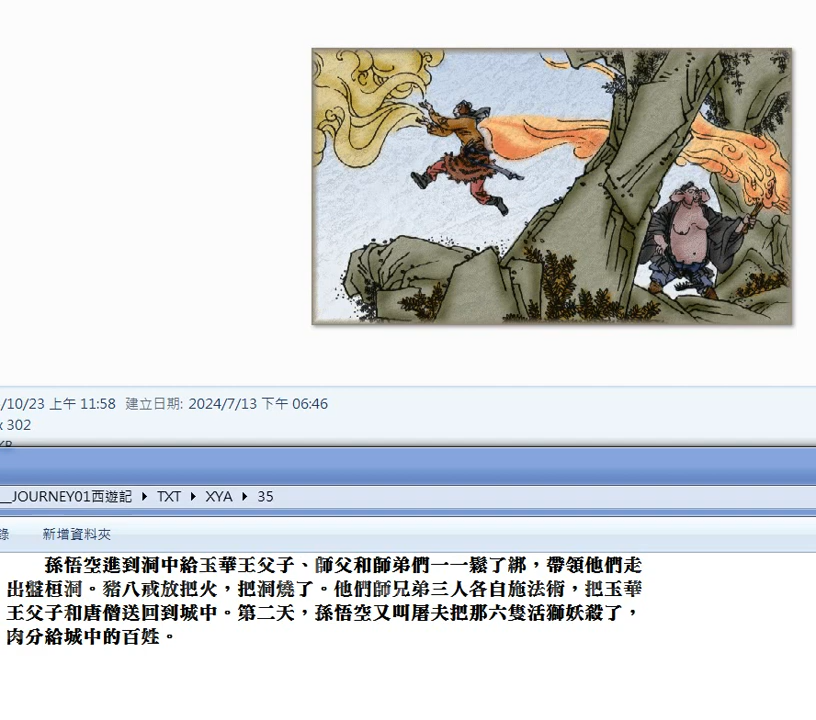 /10/23 上午 11:58 建立日期: 2024/7/13 下午 06:46
x 302
__JOURNEY01西遊記 ▸ TXT ▸ XYA ▸ 35
錄 新增資料夾
孫悟空進到洞中給玉華王父子、師父和師弟們一一鬆了綁，帶領他們走
出盤桓洞。豬八戒放把火，把洞燒了。他們師兄弟三人各自施法術，把玉華
王父子和唐僧送回到城中。第二天，孫悟空又叫屠夫把那六隻活獅妖殺了，
肉分給城中的百姓。